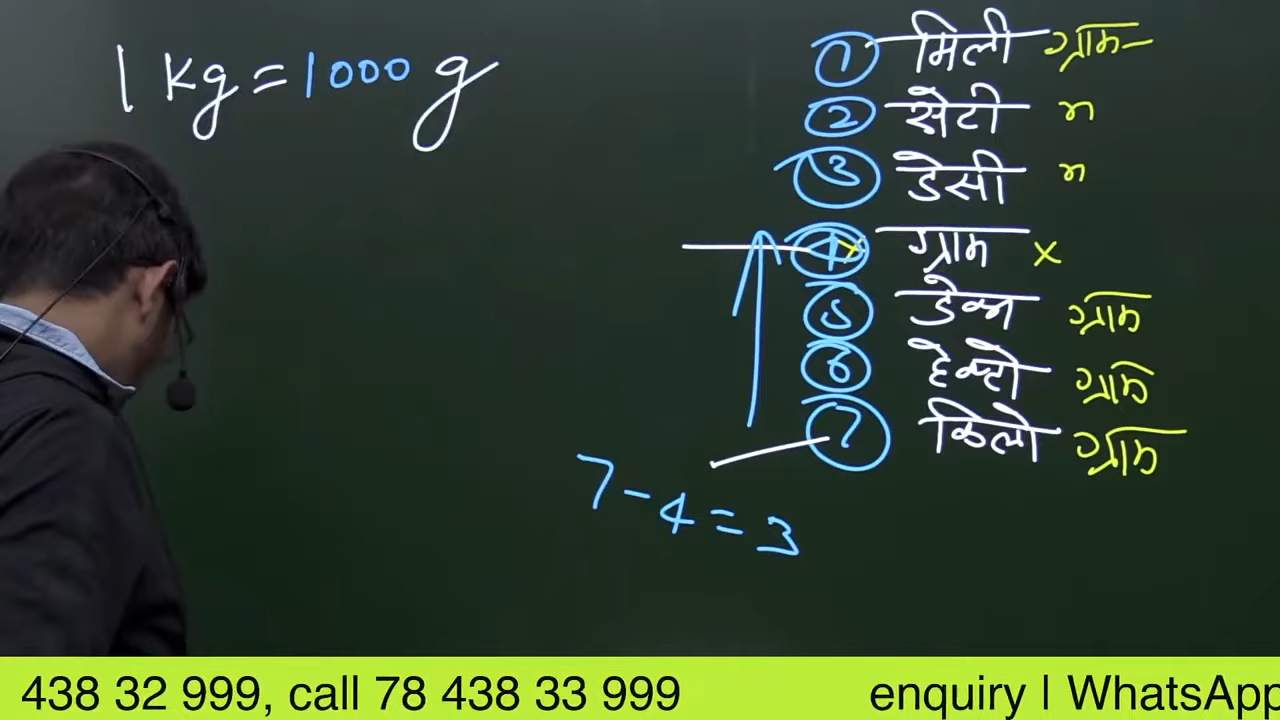 1 Kg = 1000 g
1 मिली ग्राम
2 सेटी "
3 डेसी "
4 ग्राम x
5 डेका ग्राम
6 हेक्टो ग्राम
7 किलो ग्राम
7 - 4 = 3
438 32 999, call 78 438 33 999 enquiry | WhatsApp